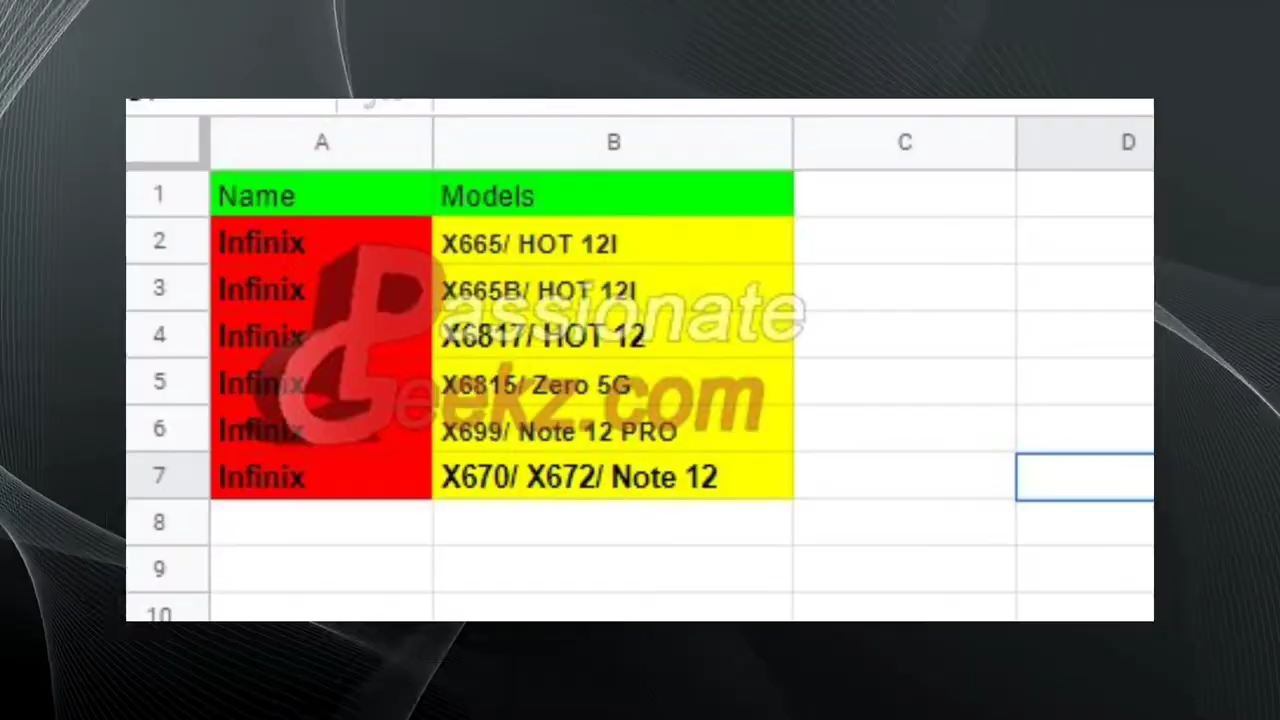 A B C D
1 Name Models
2 Infinix X665/ HOT 12I
3 Infinix X665B/ HOT 12I
4 Infinix X6817/ HOT 12
5 Infinix X6815/ Zero 5G
6 Infinix X699/ Note 12 PRO
7 Infinix X670/ X672/ Note 12
8
9
10
Passionate
Geekz.com